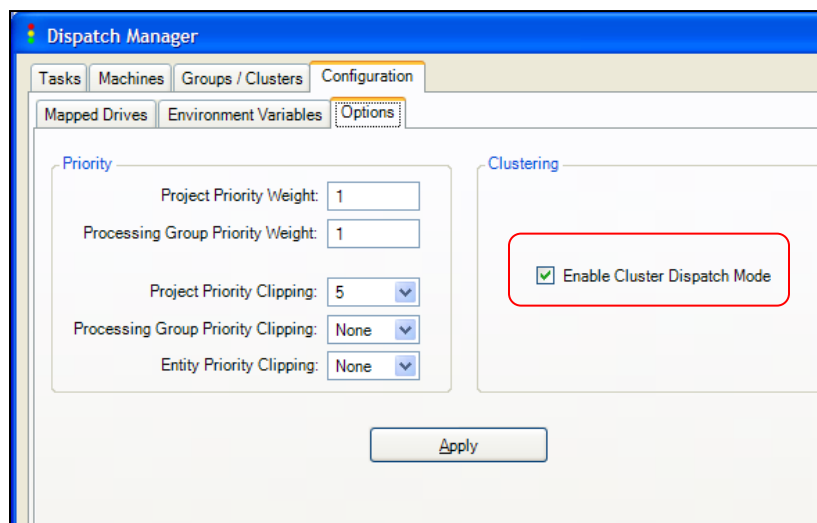 Dispatch Manager
Tasks Machines Groups / Clusters Configuration
Mapped Drives Environment Variables Options
Priority
Project Priority Weight: 1
Processing Group Priority Weight: 1
Project Priority Clipping: 5
Processing Group Priority Clipping: None
Entity Priority Clipping: None
Clustering
Enable Cluster Dispatch Mode
Apply